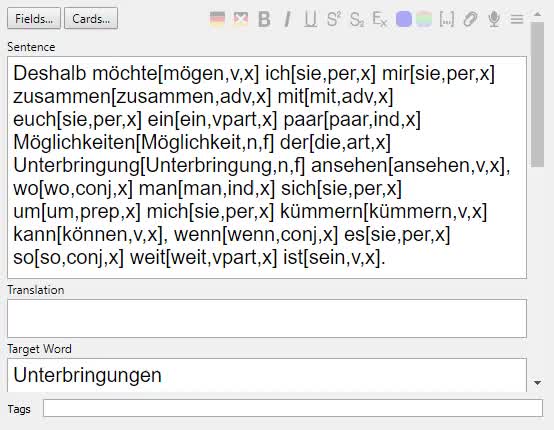 Fields... Cards... B I U S² S₂ Eₓ [...]
Sentence
Deshalb möchte[mögen,v,x] ich[sie,per,x] mir[sie,per,x]
zusammen[zusammen,adv,x] mit[mit,adv,x]
euch[sie,per,x] ein[ein,vpart,x] paar[paar,ind,x]
Möglichkeiten[Möglichkeit,n,f] der[die,art,x]
Unterbringung[Unterbringung,n,f] ansehen[ansehen,v,x],
wo[wo,conj,x] man[man,ind,x] sich[sie,per,x]
um[um,prep,x] mich[sie,per,x] kümmern[kümmern,v,x]
kann[können,v,x], wenn[wenn,conj,x] es[sie,per,x]
so[so,conj,x] weit[weit,vpart,x] ist[sein,v,x].
Translation
Target Word
Unterbringungen
Tags